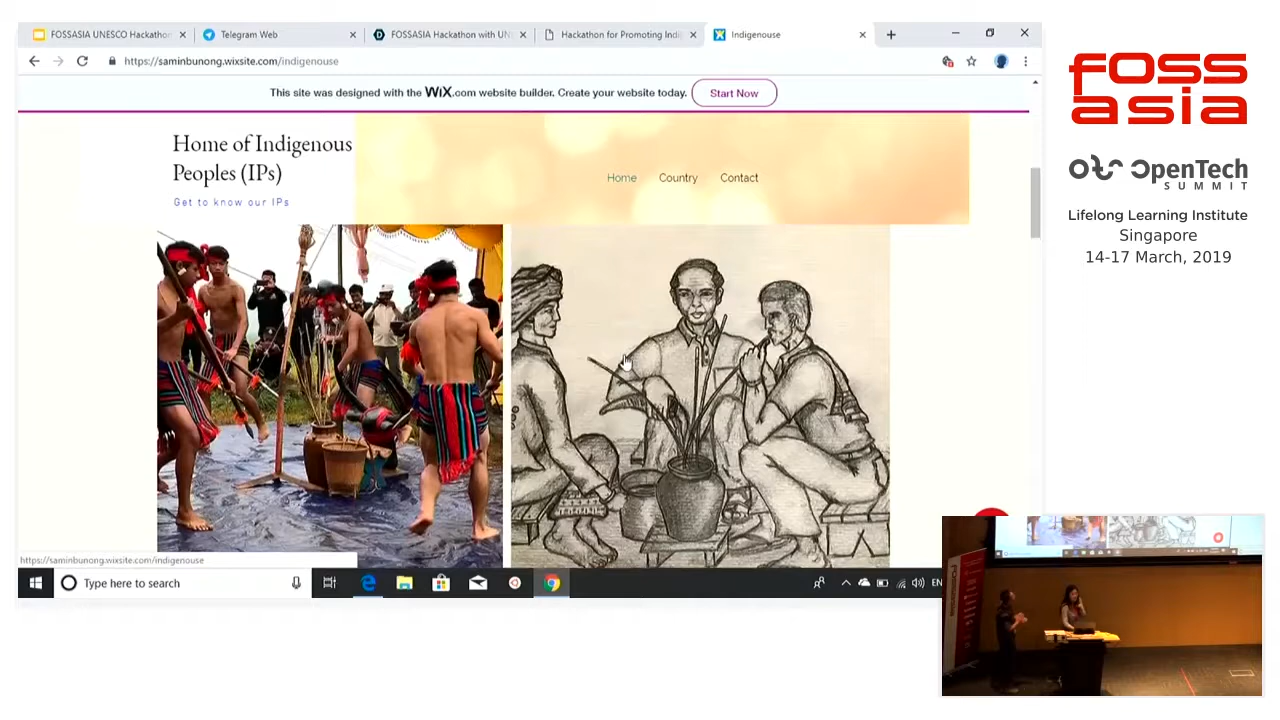 FOSSASIA UNESCO Hackathon
Telegram Web
FOSSASIA Hackathon with UN
Hackathon for Promoting Indi
Indigenouse
https://saminbunong.wixsite.com/indigenouse
This site was designed with the WiX.com website builder. Create your website today.
Start Now
Home of Indigenous
Peoples (IPs)
Get to know our IPs
Home
Country
Contact
https://saminbunong.wixsite.com/indigenouse
Type here to search
EN
FOSS
ASIA
OpenTech
SUMMIT
Lifelong Learning Institute
Singapore
14-17 March, 2019
FOSSASIA